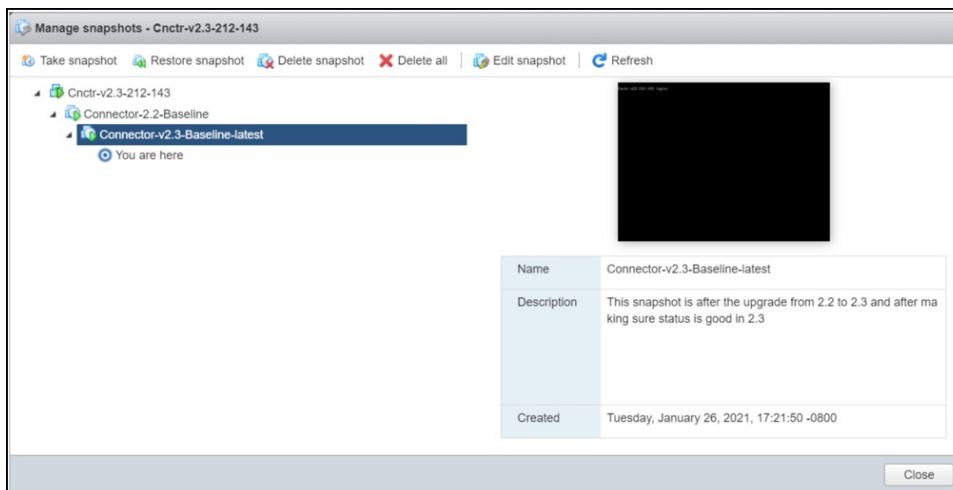 Manage snapshots - Cnctr-v2.3-212-143
Take snapshot Restore snapshot Delete snapshot Delete all Edit snapshot Refresh
Cnctr-v2.3-212-143
Connector-2.2-Baseline
Connector-v2.3-Baseline-latest
You are here
Name Connector-v2.3-Baseline-latest
Description This snapshot is after the upgrade from 2.2 to 2.3 and after ma
king sure status is good in 2.3
Created Tuesday, January 26, 2021, 17:21:50 -0800
Close